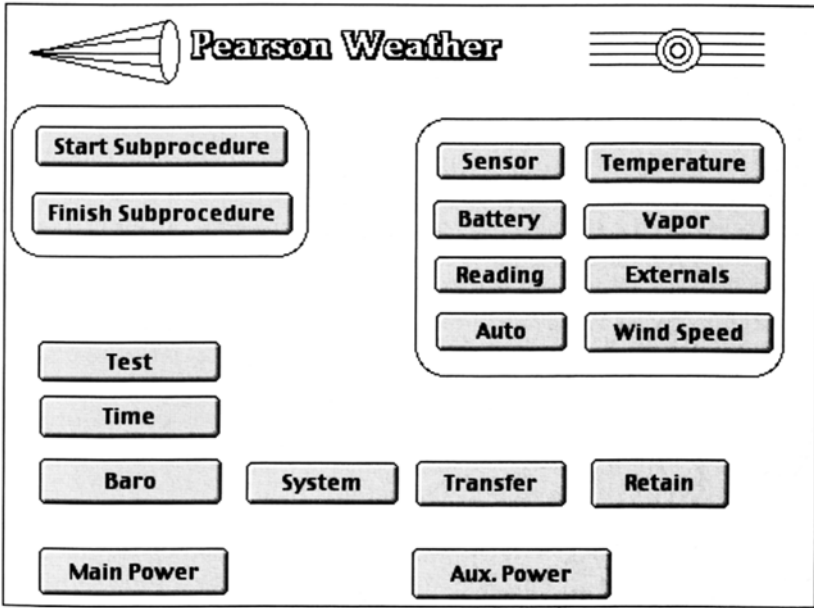 Pearson Weather
Start Subprocedure
Finish Subprocedure
Sensor Temperature
Battery Vapor
Reading Externals
Auto Wind Speed
Test
Time
Baro System Transfer Retain
Main Power Aux. Power